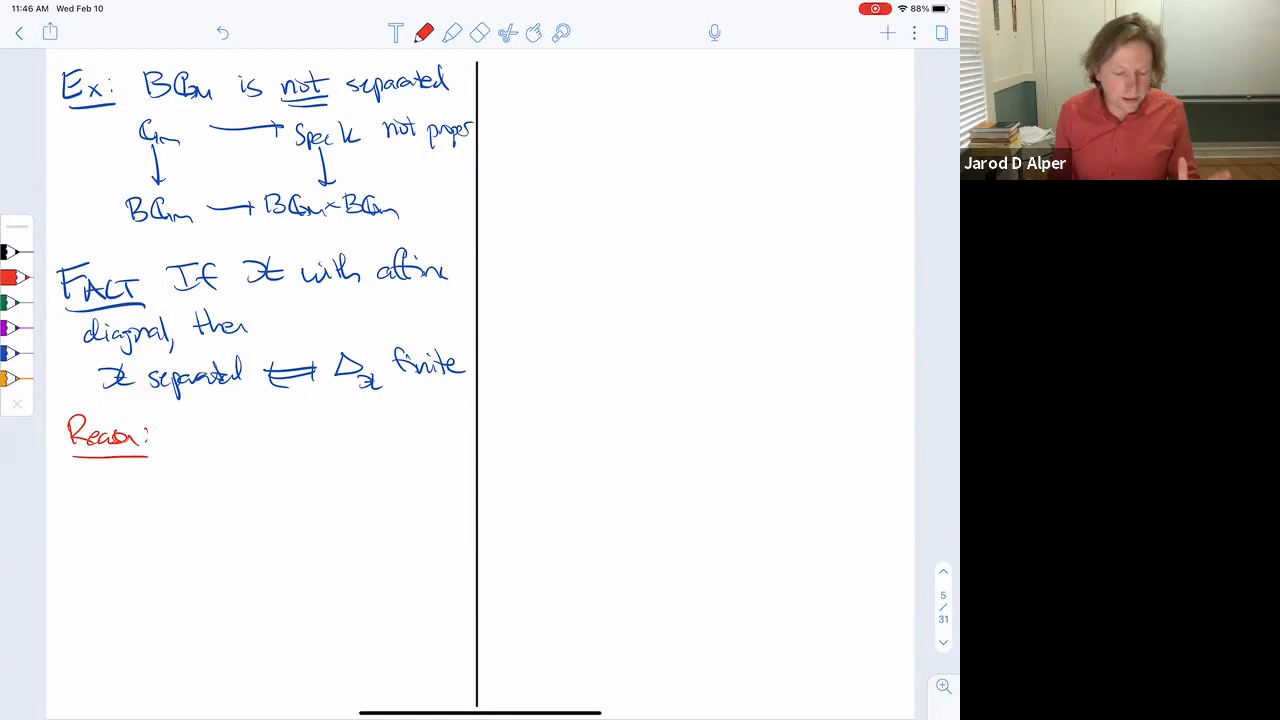 11:46 AM Wed Feb 10
88%
Ex: BGm is not separated
Gm → Spec k not proper
↓ ↓
BGm → BGm × BGm
FACT If 𝒳 with affine
diagonal, then
𝒳 separated ⟺ Δ𝒳 finite
Reason:
Jarod D Alper
5
/
31